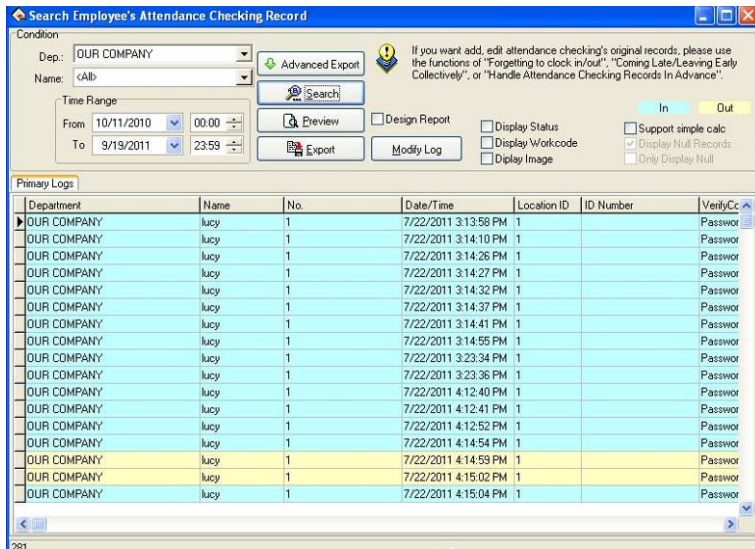 Search Employee's Attendance Checking Record
Condition
Dep.: OUR COMPANY
Name: <All>
Time Range
From 10/11/2010 00:00
To 9/19/2011 23:59
Advanced Export
Search
Preview
Export
Design Report
Modify Log
If you want add, edit attendance checking's original records, please use
the functions of "Forgetting to clock in/out", "Coming Late/Leaving Early
Collectively", or "Handle Attendance Checking Records In Advance".
In Out
Display Status
Display Workcode
Diplay Image
Support simple calc
Display Null Records
Only Display Null
Primary Logs
Department Name No. Date/Time Location ID ID Number VerifyCc
OUR COMPANY lucy 1 7/22/2011 3:13:58 PM 1 Passwor
OUR COMPANY lucy 1 7/22/2011 3:14:10 PM 1 Passwor
OUR COMPANY lucy 1 7/22/2011 3:14:26 PM 1 Passwor
OUR COMPANY lucy 1 7/22/2011 3:14:27 PM 1 Passwor
OUR COMPANY lucy 1 7/22/2011 3:14:32 PM 1 Passwor
OUR COMPANY lucy 1 7/22/2011 3:14:37 PM 1 Passwor
OUR COMPANY lucy 1 7/22/2011 3:14:41 PM 1 Passwor
OUR COMPANY lucy 1 7/22/2011 3:14:55 PM 1 Passwor
OUR COMPANY lucy 1 7/22/2011 3:23:34 PM 1 Passwor
OUR COMPANY lucy 1 7/22/2011 3:23:36 PM 1 Passwor
OUR COMPANY lucy 1 7/22/2011 4:12:40 PM 1 Passwor
OUR COMPANY lucy 1 7/22/2011 4:12:41 PM 1 Passwor
OUR COMPANY lucy 1 7/22/2011 4:12:52 PM 1 Passwor
OUR COMPANY lucy 1 7/22/2011 4:14:54 PM 1 Passwor
OUR COMPANY lucy 1 7/22/2011 4:14:59 PM 1 Passwor
OUR COMPANY lucy 1 7/22/2011 4:15:02 PM 1 Passwor
OUR COMPANY lucy 1 7/22/2011 4:15:04 PM 1 Passwor
281